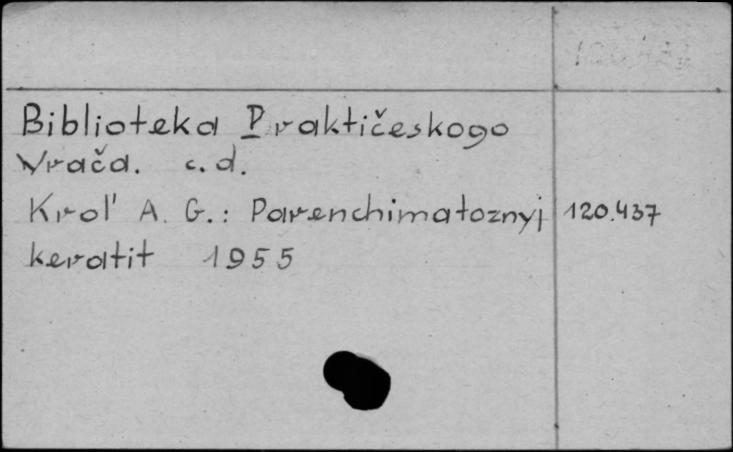 Biblioteka Praktičeskogo
Vrača. c.d.
Krol' A. G.: Parenchimatoznyj 120.437
keratit 1955